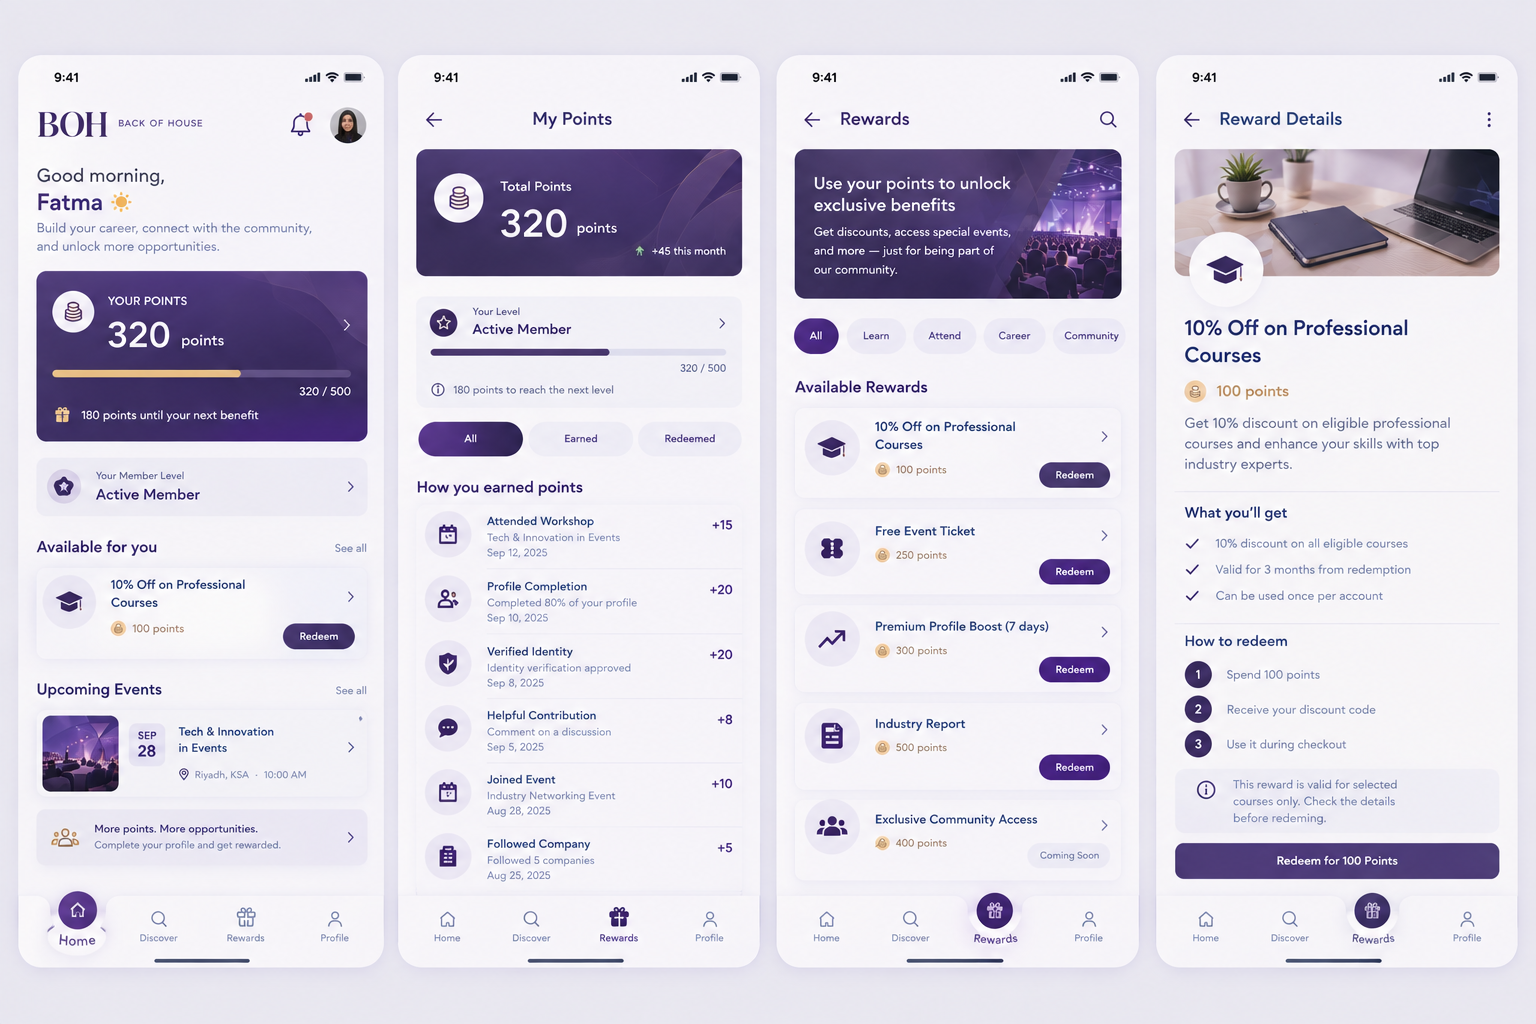 9:41
BOH BACK OF HOUSE
Good morning,
Fatma
Build your career, connect with the community,
and unlock more opportunities.
YOUR POINTS
320 points
320 / 500
180 points until your next benefit
Your Member Level
Active Member
Available for you See all
10% Off on Professional
Courses
100 points
Redeem
Upcoming Events See all
SEP
28
Tech & Innovation
in Events
Riyadh, KSA · 10:00 AM
More points. More opportunities.
Complete your profile and get rewarded.
Home Discover Rewards Profile
9:41
My Points
Total Points
320 points
+45 this month
Your Level
Active Member
320 / 500
180 points to reach the next level
All Earned Redeemed
How you earned points
Attended Workshop +15
Tech & Innovation in Events
Sep 12, 2025
Profile Completion +20
Completed 80% of your profile
Sep 10, 2025
Verified Identity +20
Identity verification approved
Sep 8, 2025
Helpful Contribution +8
Comment on a discussion
Sep 5, 2025
Joined Event +10
Industry Networking Event
Aug 28, 2025
Followed Company +5
Followed 5 companies
Aug 25, 2025
Home Discover Rewards Profile
9:41
Rewards
Use your points to unlock
exclusive benefits
Get discounts, access special events,
and more — just for being part of
our community.
All Learn Attend Career Community
Available Rewards
10% Off on Professional
Courses
100 points
Redeem
Free Event Ticket
250 points
Redeem
Premium Profile Boost (7 days)
300 points
Redeem
Industry Report
500 points
Redeem
Exclusive Community Access
400 points
Coming Soon
Home Discover Rewards Profile
9:41
Reward Details
10% Off on Professional
Courses
100 points
Get 10% discount on eligible professional
courses and enhance your skills with top
industry experts.
What you'll get
10% discount on all eligible courses
Valid for 3 months from redemption
Can be used once per account
How to redeem
1 Spend 100 points
2 Receive your discount code
3 Use it during checkout
This reward is valid for selected
courses only. Check the details
before redeming.
Redeem for 100 Points
Home Discover Rewards Profile